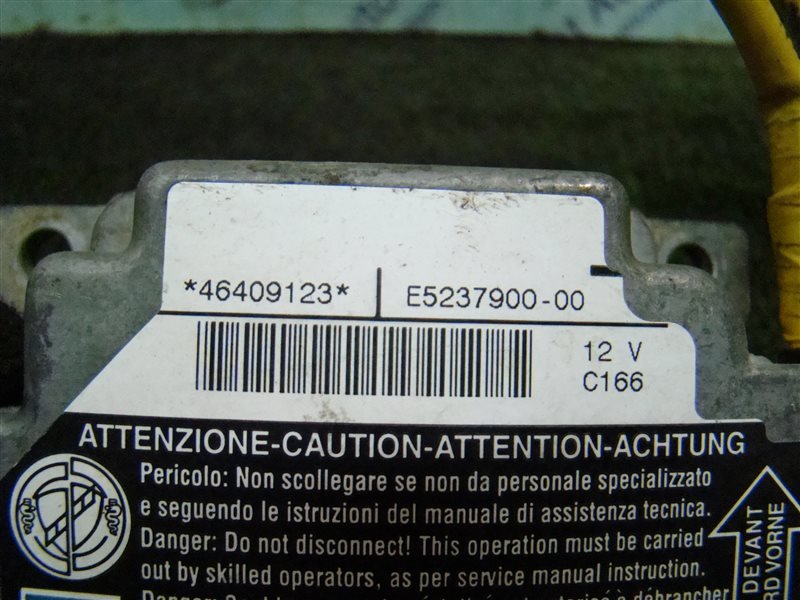 *46409123* E5237900-00
12 V
C166
ATTENZIONE-CAUTION-ATTENTION-ACHTUNG
Pericolo: Non scollegare se non da personale specializzato
e seguendo le istruzioni del manuale di assistenza tecnica.
Danger: Do not disconnect! This operation must be carried
out by skilled operators, as per service manual instruction.
à débrancher
DEVANT
VORNE